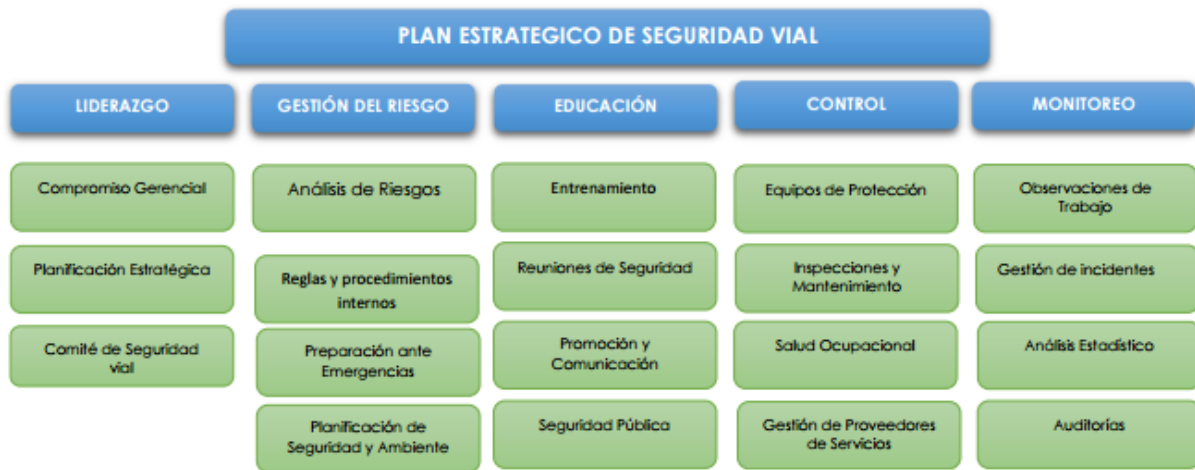 PLAN ESTRATEGICO DE SEGURIDAD VIAL
LIDERAZGO
GESTIÓN DEL RIESGO
EDUCACIÓN
CONTROL
MONITOREO
Compromiso Gerencial
Análisis de Riesgos
Entrenamiento
Equipos de Protección
Observaciones de
Trabajo
Planificación Estratégica
Reglas y procedimientos
internos
Reuniones de Seguridad
Inspecciones y
Mantenimiento
Gestión de incidentes
Comité de Seguridad
vial
Preparación ante
Emergencias
Promoción y
Comunicación
Salud Ocupacional
Análisis Estadístico
Planificación de
Seguridad y Ambiente
Seguridad Pública
Gestión de Proveedores
de Servicios
Auditorías